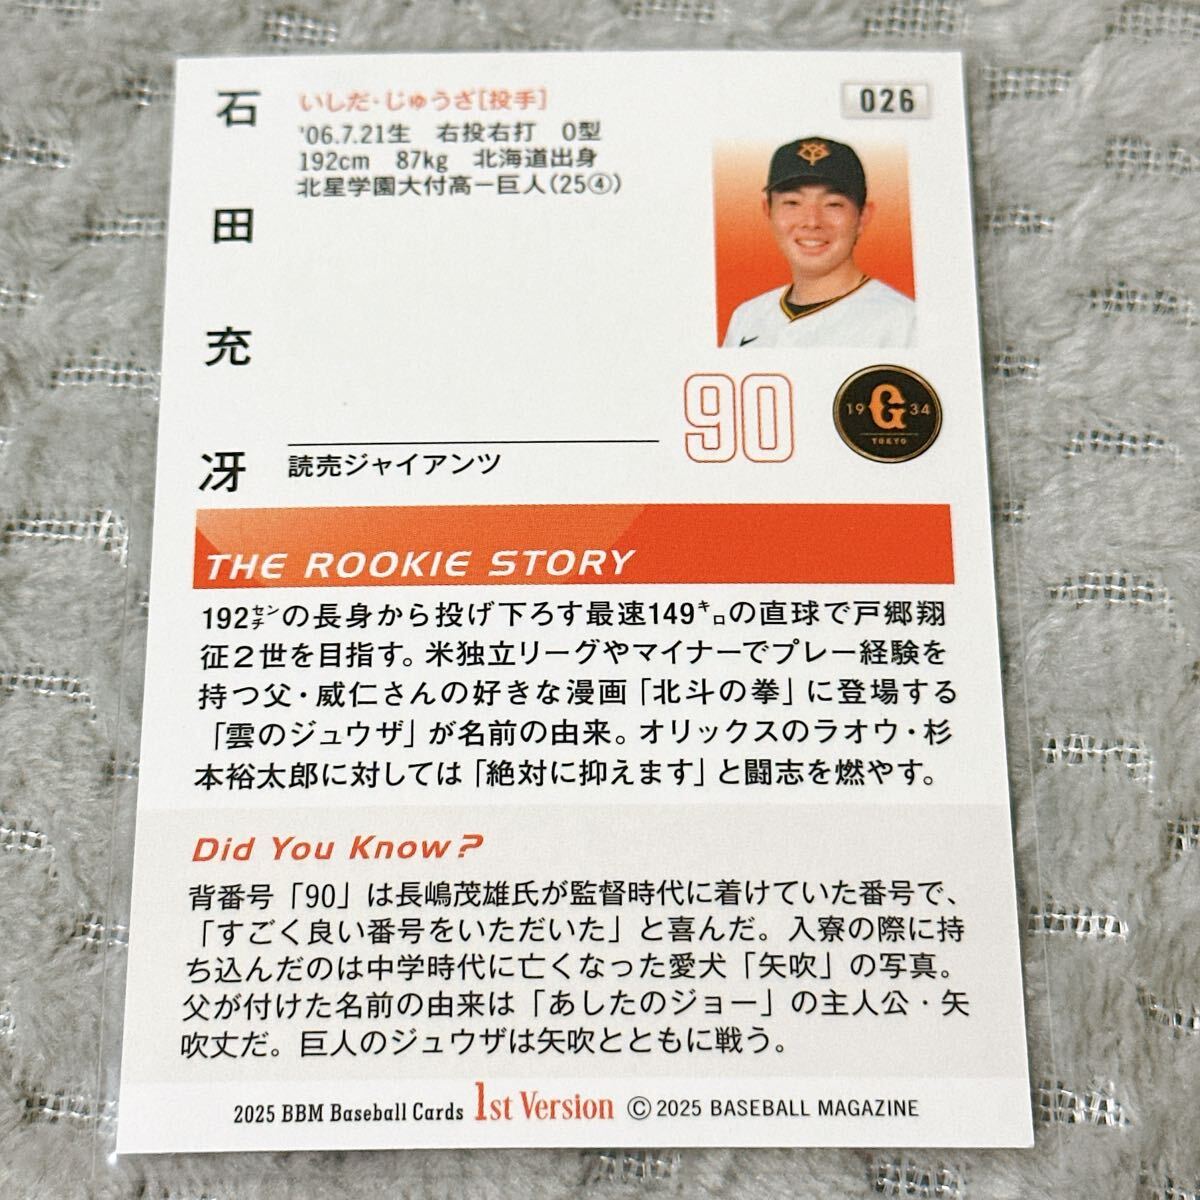 石田充冴
いしだ・じゅうざ[投手]
'06.7.21生 右投右打 O型
192cm 87kg 北海道出身
北星学園大付高ー巨人(25④)
026
90
19 G 34
TOKYO
読売ジャイアンツ
THE ROOKIE STORY
192センチの長身から投げ下ろす最速149キロの直球で戸郷翔
征2世を目指す。米独立リーグやマイナーでプレー経験を
持つ父・威仁さんの好きな漫画「北斗の拳」に登場する
「雲のジュウザ」が名前の由来。オリックスのラオウ・杉
本裕太郎に対しては「絶対に抑えます」と闘志を燃やす。
Did You Know?
背番号「90」は長嶋茂雄氏が監督時代に着けていた番号で、
「すごく良い番号をいただいた」と喜んだ。入寮の際に持
ち込んだのは中学時代に亡くなった愛犬「矢吹」の写真。
父が付けた名前の由来は「あしたのジョー」の主人公・矢
吹丈だ。巨人のジュウザは矢吹とともに戦う。
2025 BBM Baseball Cards 1st Version © 2025 BASEBALL MAGAZINE